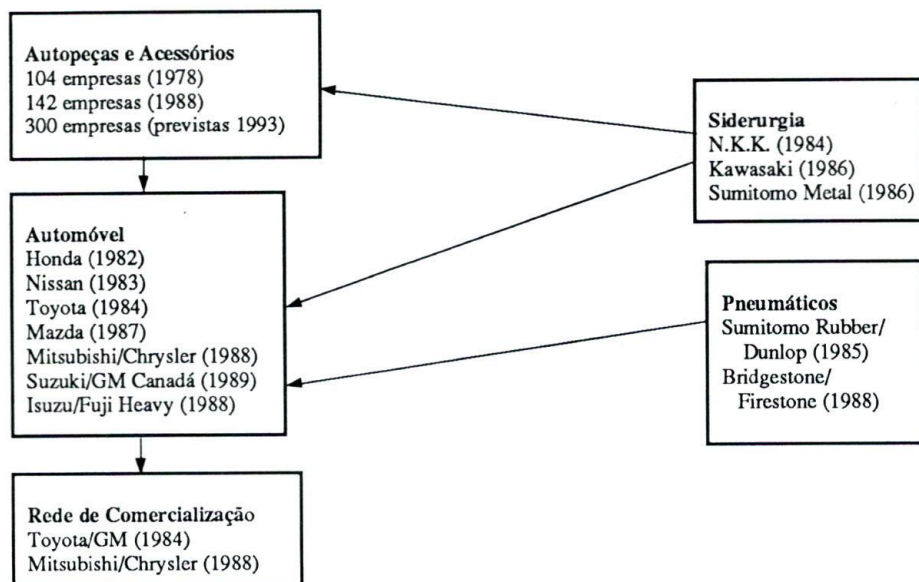 Autopeças e Acessórios
104 empresas (1978)
142 empresas (1988)
300 empresas (previstas 1993)
Siderurgia
N.K.K. (1984)
Kawasaki (1986)
Sumitomo Metal (1986)
Automóvel
Honda (1982)
Nissan (1983)
Toyota (1984)
Mazda (1987)
Mitsubishi/Chrysler (1988)
Suzuki/GM Canadá (1989)
Isuzu/Fuji Heavy (1988)
Pneumáticos
Sumitomo Rubber/
Dunlop (1985)
Bridgestone/
Firestone (1988)
Rede de Comercialização
Toyota/GM (1984)
Mitsubishi/Chrysler (1988)